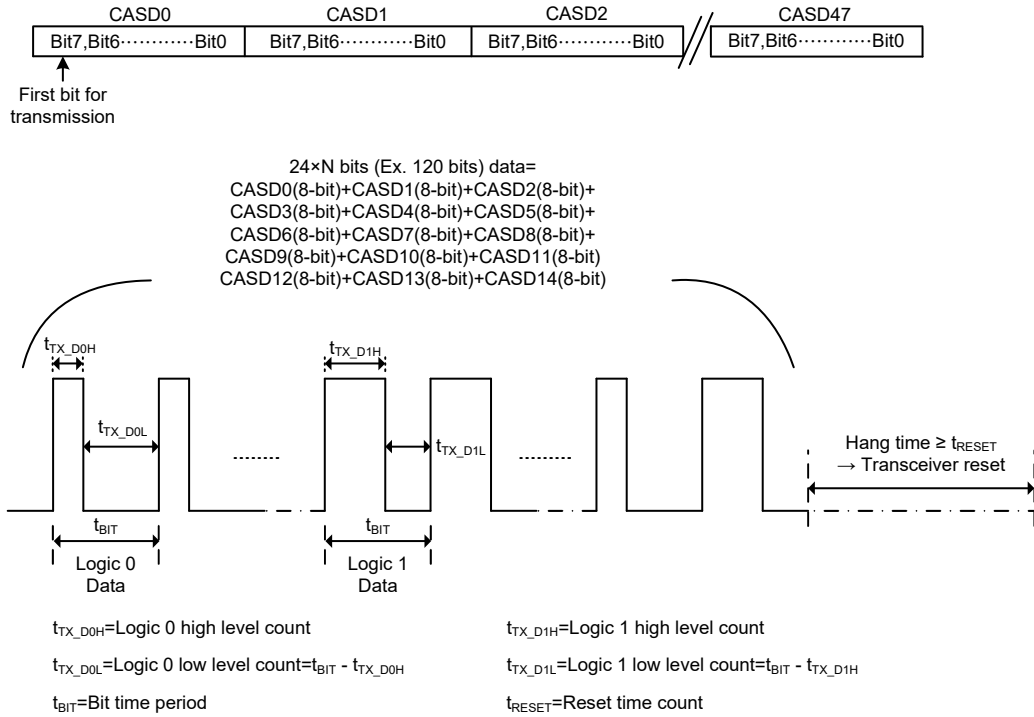 CASD0 CASD1 CASD2 CASD47
Bit7,Bit6············Bit0 Bit7,Bit6············Bit0 Bit7,Bit6············Bit0 Bit7,Bit6············Bit0
First bit for
transmission
24×N bits (Ex. 120 bits) data=
CASD0(8-bit)+CASD1(8-bit)+CASD2(8-bit)+
CASD3(8-bit)+CASD4(8-bit)+CASD5(8-bit)+
CASD6(8-bit)+CASD7(8-bit)+CASD8(8-bit)+
CASD9(8-bit)+CASD10(8-bit)+CASD11(8-bit)
CASD12(8-bit)+CASD13(8-bit)+CASD14(8-bit)
tTX_D0H tTX_D1H
tTX_D0L tTX_D1L
Hang time ≥ tRESET
→ Transceiver reset
tBIT tBIT
Logic 0 Logic 1
Data Data
tTX_D0H=Logic 0 high level count tTX_D1H=Logic 1 high level count
tTX_D0L=Logic 0 low level count=tBIT - tTX_D0H tTX_D1L=Logic 1 low level count=tBIT - tTX_D1H
tBIT=Bit time period tRESET=Reset time count